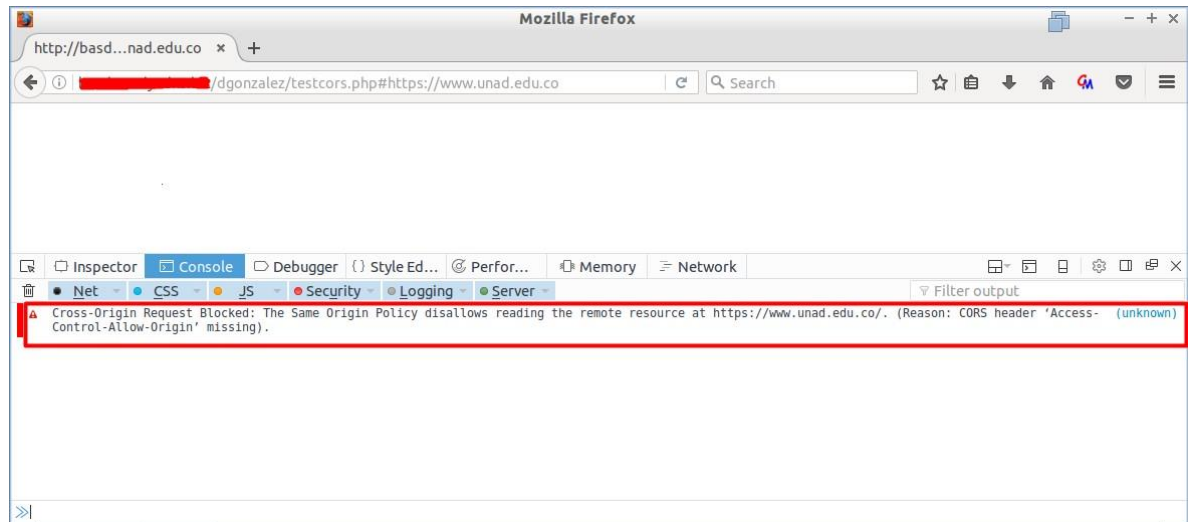 Mozilla Firefox
http://basd...nad.edu.co
/dgonzalez/testcors.php#https://www.unad.edu.co
Search
Inspector Console Debugger {} Style Ed... Perfor... Memory Network
Net CSS JS Security Logging Server Filter output
Cross-Origin Request Blocked: The Same Origin Policy disallows reading the remote resource at https://www.unad.edu.co/. (Reason: CORS header ‘Access- (unknown)
Control-Allow-Origin’ missing).